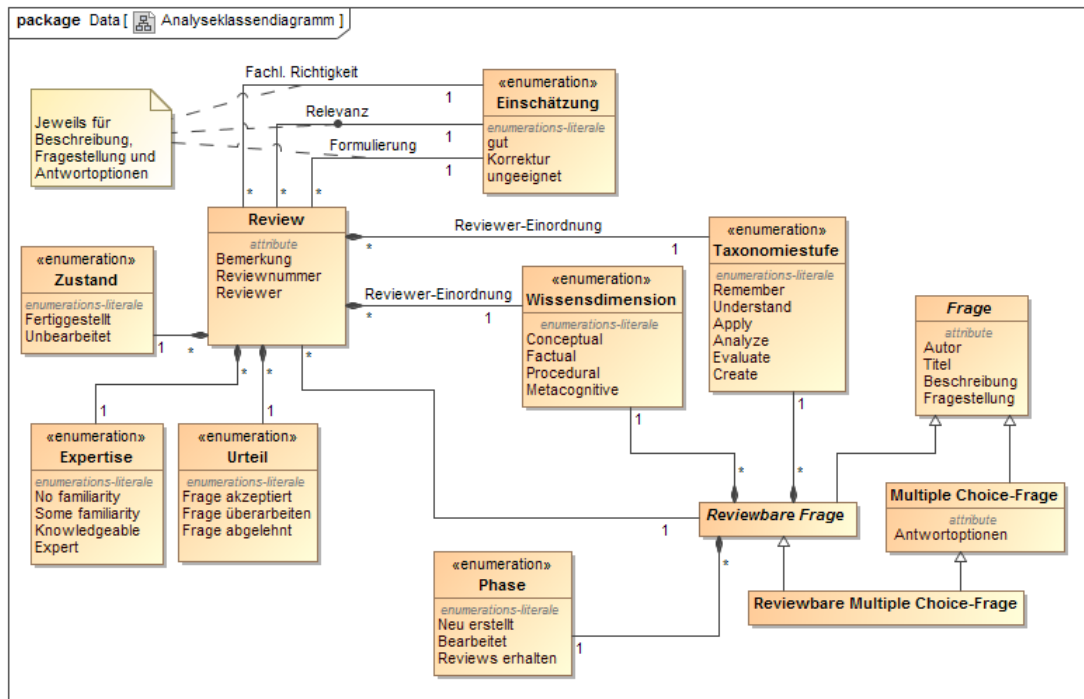 package Data [ Analyseklassendiagramm ]
Jeweils für
Beschreibung,
Fragestellung und
Antwortoptionen
Fachl. Richtigkeit
1
*
Relevanz
1
*
Formulierung
1
*
«enumeration»
Einschätzung
enumerations-literale
gut
Korrektur
ungeeignet
Review
attribute
Bemerkung
Reviewnummer
Reviewer
Reviewer-Einordnung
*
1
Reviewer-Einordnung
*
1
«enumeration»
Taxonomiestufe
enumerations-literale
Remember
Understand
Apply
Analyze
Evaluate
Create
1
*
«enumeration»
Wissensdimension
enumerations-literale
Conceptual
Factual
Procedural
Metacognitive
1
*
«enumeration»
Zustand
enumerations-literale
Fertiggestellt
Unbearbeitet
1
*
Frage
attribute
Autor
Titel
Beschreibung
Fragestellung
*
*
*
1
1
«enumeration»
Expertise
enumerations-literale
No familiarity
Some familiarity
Knowledgeable
Expert
«enumeration»
Urteil
enumerations-literale
Frage akzeptiert
Frage überarbeiten
Frage abgelehnt
1
Reviewbare Frage
*
Multiple Choice-Frage
attribute
Antwortoptionen
«enumeration»
Phase
enumerations-literale
Neu erstellt
Bearbeitet
Reviews erhalten
1
Reviewbare Multiple Choice-Frage